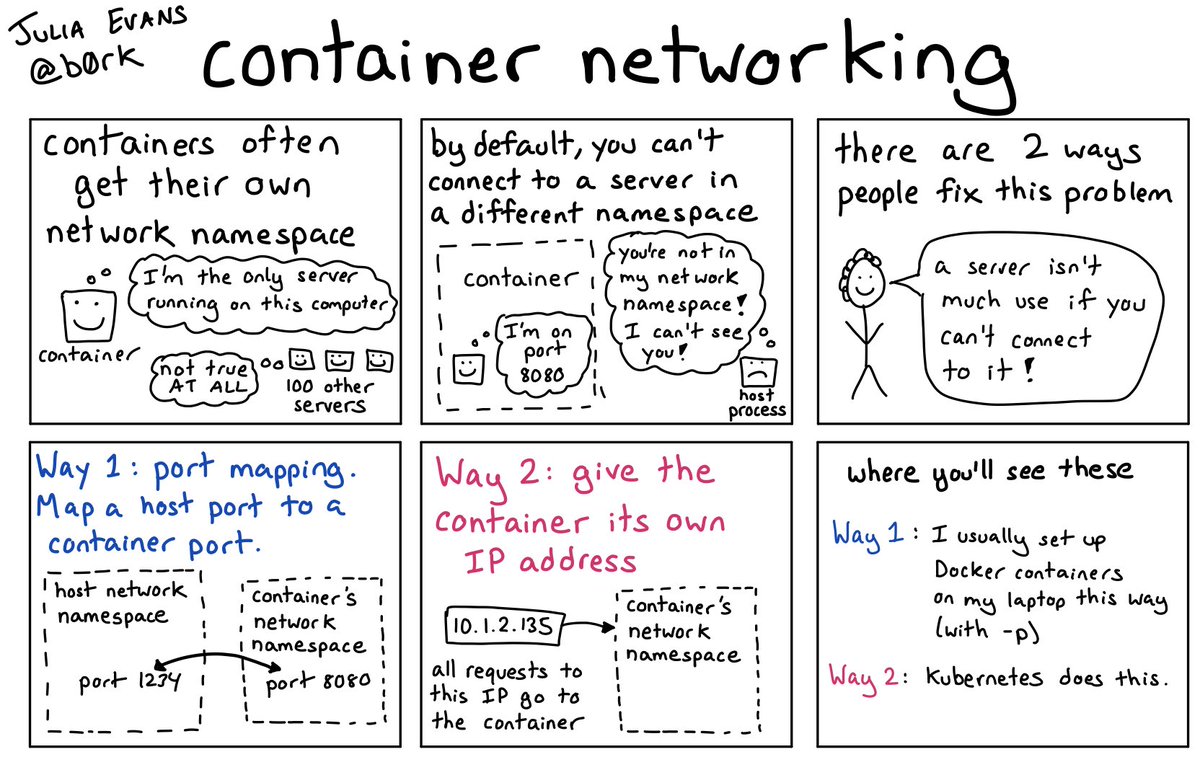 JULIA EVANS
@b0rk
container networking
containers often
get their own
network namespace
I'm the only server
running on this computer
container
not true
AT ALL
100 other
servers
by default, you can't
connect to a server in
a different namespace
container
I'm on
port
8080
you're not in
my network
namespace!
I can't see
you!
host
process
there are 2 ways
people fix this problem
a server isn't
much use if you
can't connect
to it!
Way 1: port mapping.
Map a host port to a
container port.
host network
namespace
port 1234
container's
network
namespace
port 8080
Way 2: give the
container its own
IP address
10.1.2.135
container's
network
namespace
all requests to
this IP go to
the container
where you'll see these
Way 1: I usually set up
Docker containers
on my laptop this way
(with -p)
Way 2: Kubernetes does this.